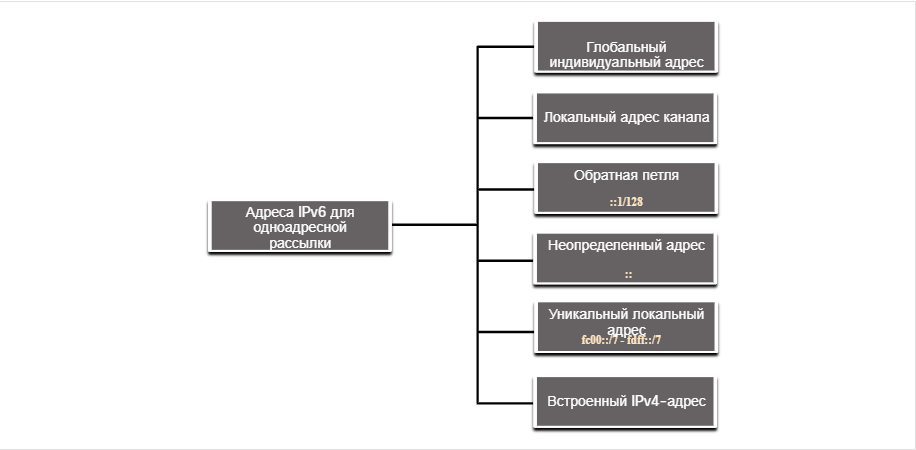 Глобальный
индивидуальный адрес
Локальный адрес канала
Обратная петля
::1/128
Адреса IPv6 для
одноадресной
рассылки
Неопределенный адрес
::
Уникальный локальный
адрес
fc00::/7 - fdff::/7
Встроенный IPv4-адрес